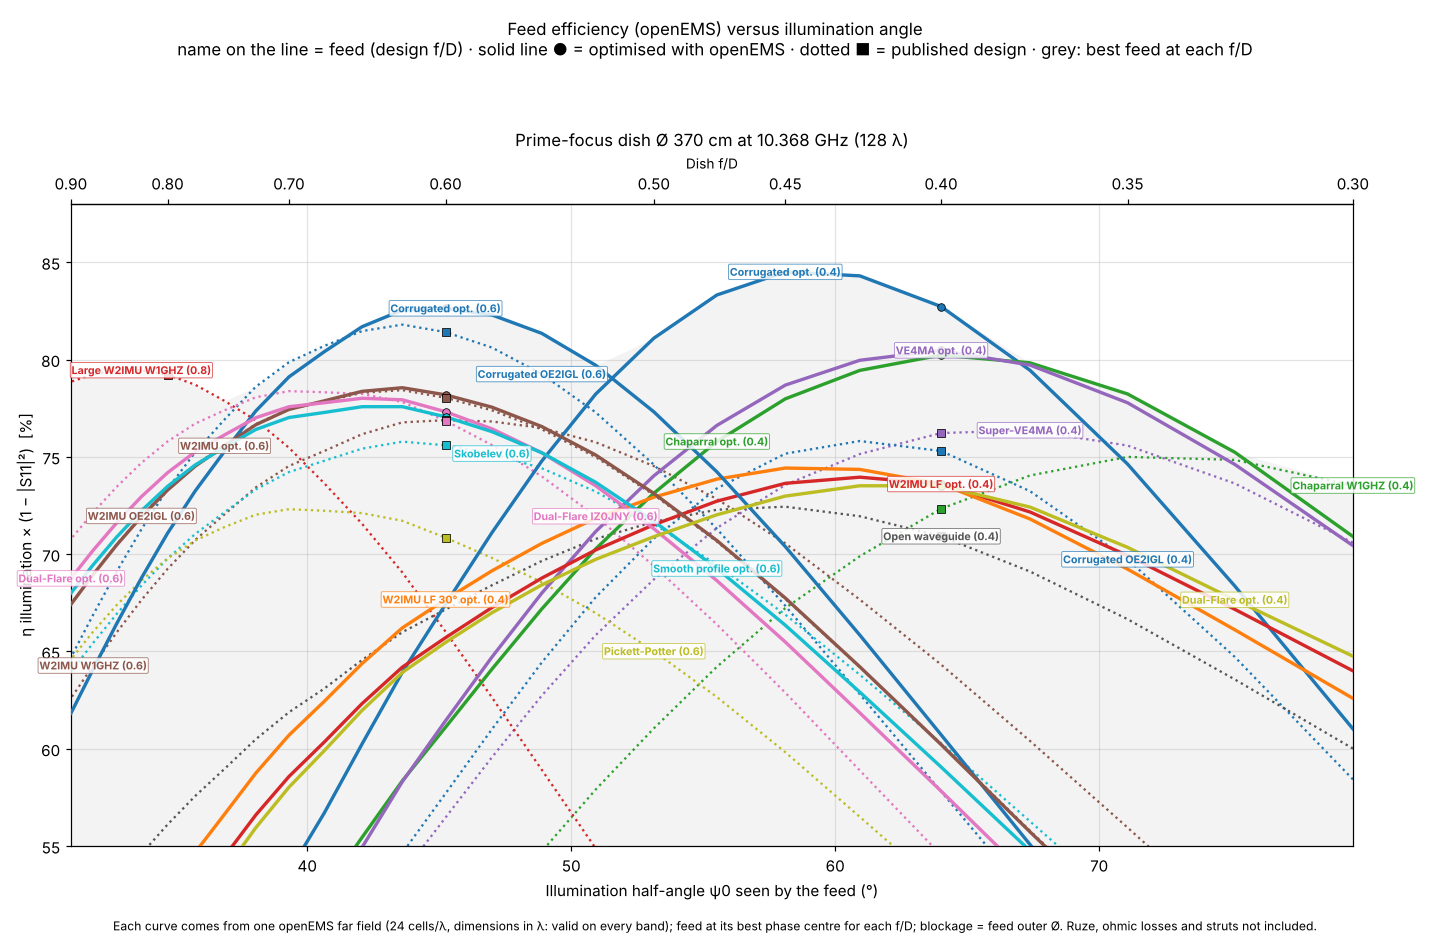 Feed efficiency (openEMS) versus illumination angle
name on the line = feed (design f/D) · solid line ● = optimised with openEMS · dotted ■ = published design · grey: best feed at each f/D
Prime-focus dish Ø 370 cm at 10.368 GHz (128 λ)
Dish f/D
0.90 0.80 0.70 0.60 0.50 0.45 0.40 0.35 0.30
85
Corrugated opt. (0.4)
Corrugated opt. (0.6)
VE4MA opt. (0.4)
80
Large W2IMU W1GHZ (0.8)
Corrugated OE2IGL (0.6)
Chaparral opt. (0.4)
Super-VE4MA (0.4)
W2IMU opt. (0.6)
Skobelev (0.6)
75
W2IMU LF opt. (0.4)
Chaparral W1GHZ (0.4)
W2IMU OE2IGL (0.6)
Dual-Flare IZ0JNY (0.6)
Open waveguide (0.4)
70
Corrugated OE2IGL (0.4)
Smooth profile opt. (0.6)
Dual-Flare opt. (0.6)
W2IMU LF 30° opt. (0.4)
Dual-Flare opt. (0.4)
65
Pickett-Potter (0.6)
W2IMU W1GHZ (0.6)
60
55
η illumination × (1 − |S11|²) [%]
40 50 60 70
Illumination half-angle ψ0 seen by the feed (°)
Each curve comes from one openEMS far field (24 cells/λ, dimensions in λ: valid on every band); feed at its best phase centre for each f/D; blockage = feed outer Ø. Ruze, ohmic losses and struts not included.